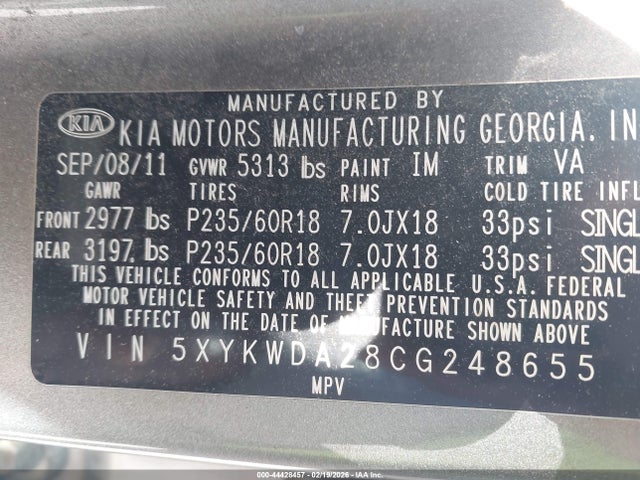 MANUFACTURED BY
KIA KIA MOTORS MANUFACTURING GEORGIA. IN
SEP/08/11 GVWR 5313 lbs PAINT IM TRIM VA
GAWR TIRES RIMS COLD TIRE INFL
FRONT 2977 lbs P235/60R18 7.0JX18 33psi SINGL
REAR 3197. lbs P235/60R18 7.0JX18 33psi SINGL
THIS VEHICLE CONFORMS TO ALL APPLICABLE U.S.A. FEDERAL
MOTOR VEHICLE SAFETY AND THEFT PREVENTION STANDARDS
IN EFFECT ON THE DATE OF MANUFACTURE SHOWN ABOVE
VIN 5XYKWDA28CG248655
MPV
000-44428457 - 02/19/2026 - IAA Inc.